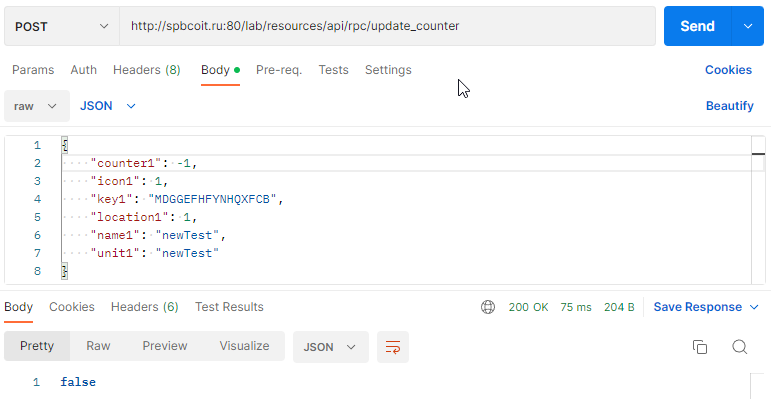 POST http://spbcoit.ru:80/lab/resources/api/rpc/update_counter Send
Params Auth Headers (8) Body Pre-req. Tests Settings Cookies
raw JSON Beautify
1 {
2 "counter1": -1,
3 "icon1": 1,
4 "key1": "MDGGEFHFYNHQXFCB",
5 "location1": 1,
6 "name1": "newTest",
7 "unit1": "newTest"
8 }
Body Cookies Headers (6) Test Results 200 OK 75 ms 204 B Save Response
Pretty Raw Preview Visualize JSON
1 false